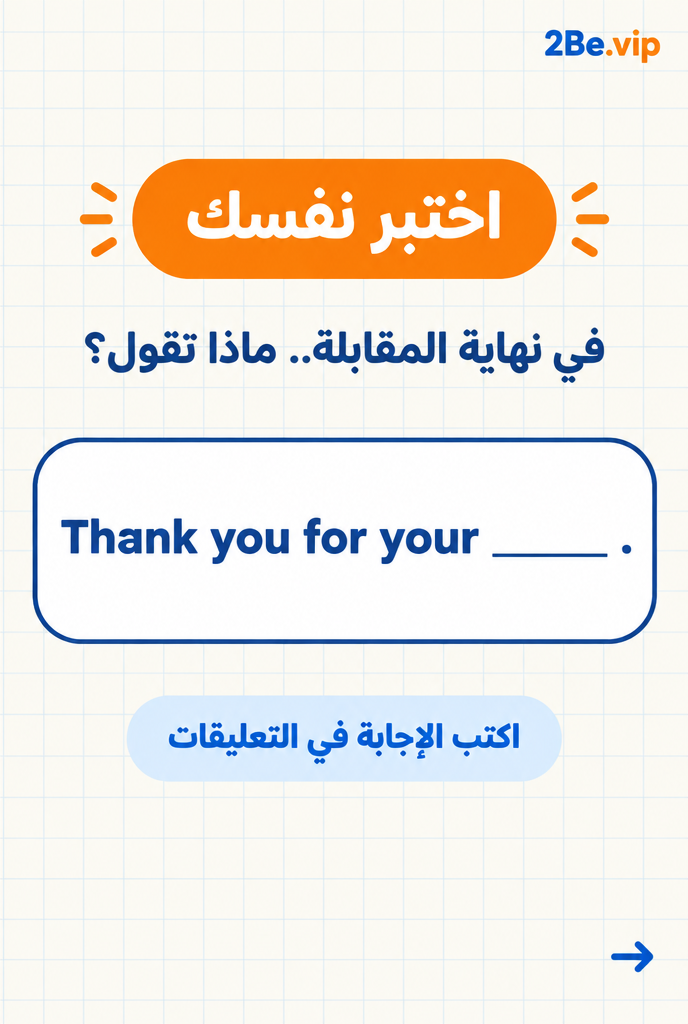 2Be.vip
اختبر نفسك
في نهاية المقابلة.. ماذا تقول؟
Thank you for your _____ .
اكتب الإجابة في التعليقات